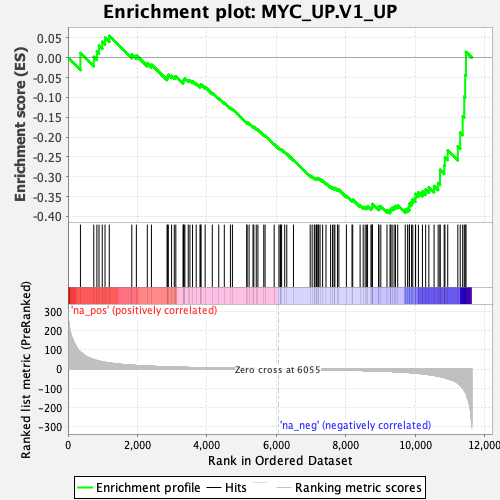 Enrichment plot: MYC_UP.V1_UP
Enrichment score (ES)
0.05
0.00
-0.05
-0.10
-0.15
-0.20
-0.25
-0.30
-0.35
-0.40
'na_pos' (positively correlated)
Ranked list metric (PreRanked)
300
200
100
0
-100
-200
-300
Zero cross at 6055
'na_neg' (negatively correlated)
0
2,000
4,000
6,000
8,000
10,000
12,000
Rank in Ordered Dataset
Enrichment profile
Hits
Ranking metric scores